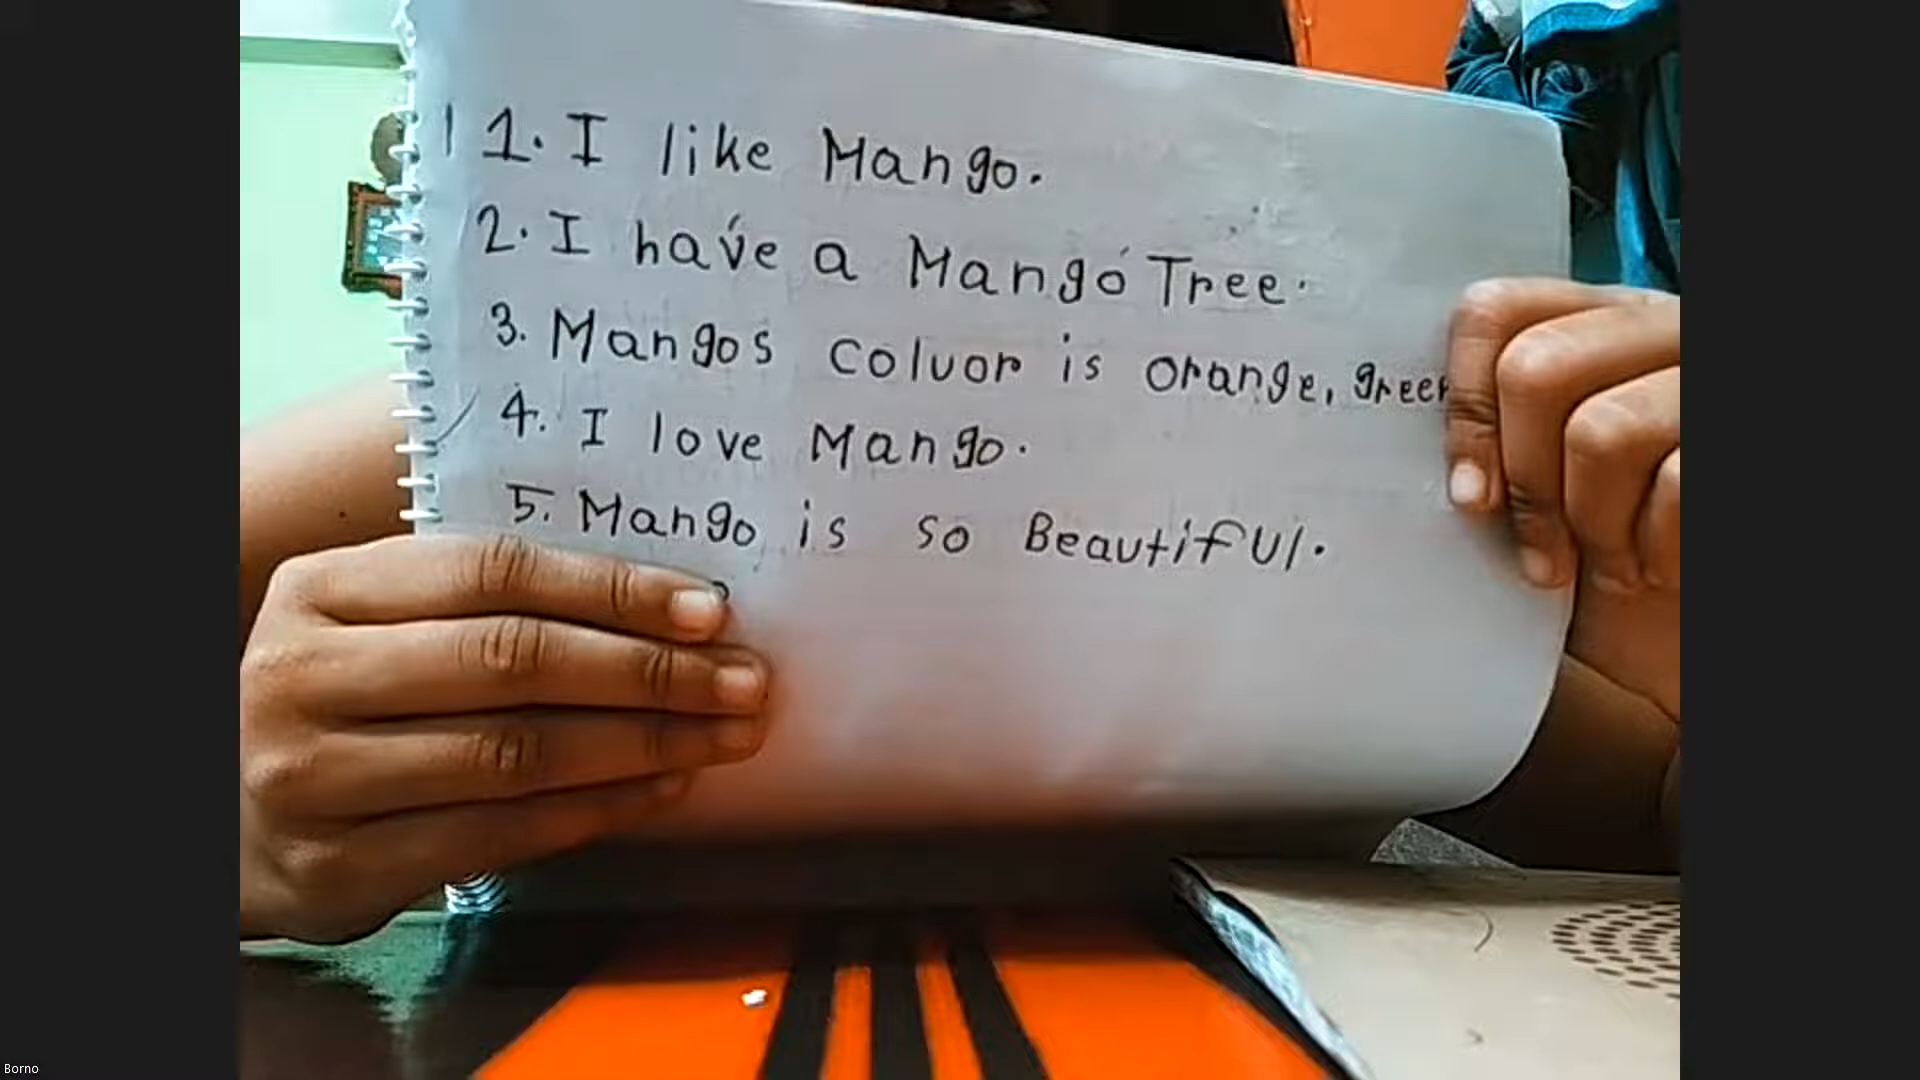 1 1. I like Mango.
2. I have a Mango Tree.
3. Mangos coluor is orange, green
4. I love Mango.
5. Mango is so Beautiful.
Borno